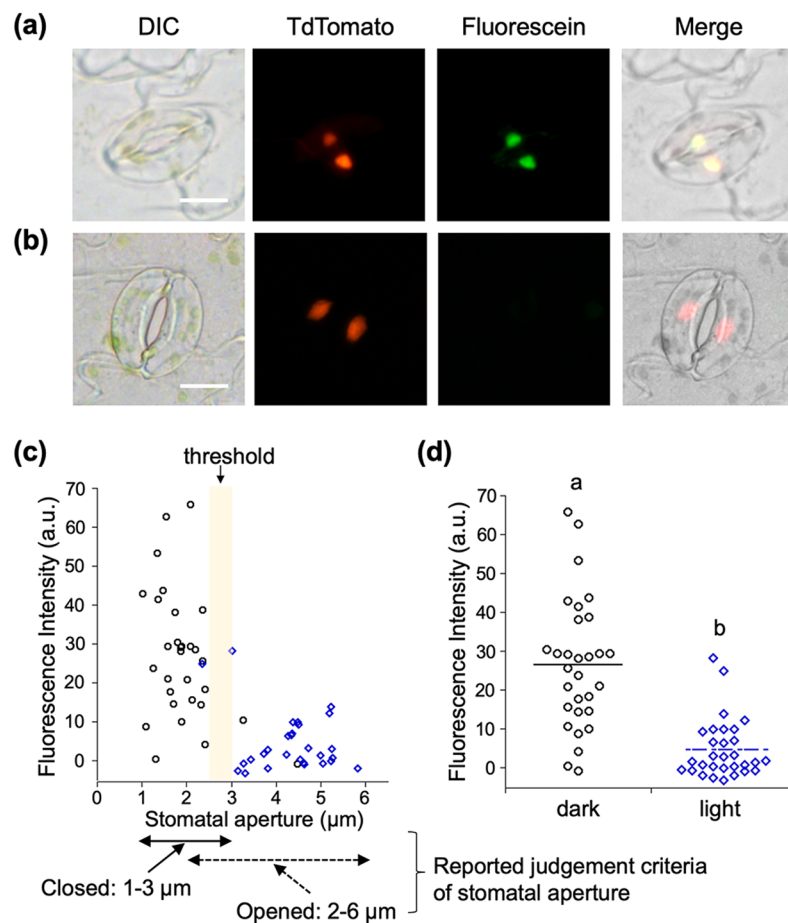 (a)
DIC TdTomato Fluorescein Merge
(b)
(c)
threshold
Fluorescence Intensity (a.u.)
70
60
50
40
30
20
10
0
0 1 2 3 4 5 6
Stomatal aperture (μm)
Closed: 1-3 μm
Opened: 2-6 μm
Reported judgement criteria
of stomatal aperture
(d)
Fluorescence Intensity (a.u.)
70
60
50
40
30
20
10
0
a
b
dark light